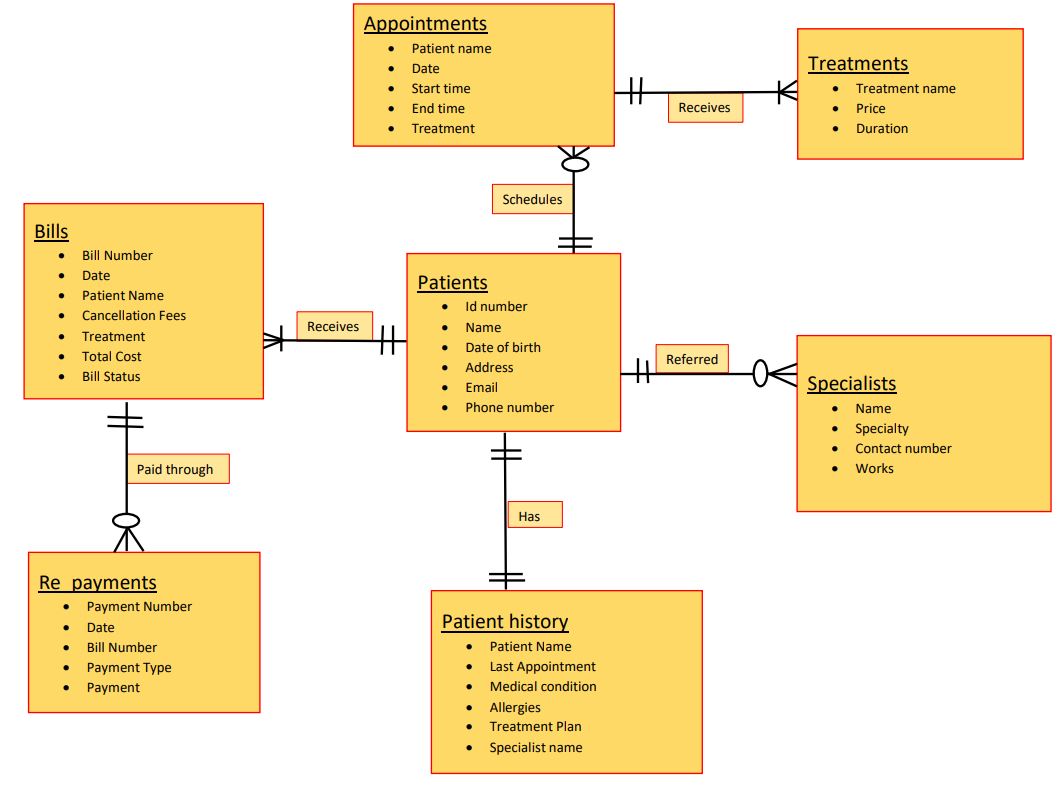 Appointments
Patient name
Date
Start time
End time
Treatment
Receives
Treatments
Treatment name
Price
Duration
Schedules
Bills
Bill Number
Date
Patient Name
Cancellation Fees
Treatment
Total Cost
Bill Status
Receives
Patients
Id number
Name
Date of birth
Address
Email
Phone number
Referred
Specialists
Name
Specialty
Contact number
Works
Paid through
Has
Re_payments
Payment Number
Date
Bill Number
Payment Type
Payment
Patient history
Patient Name
Last Appointment
Medical condition
Allergies
Treatment Plan
Specialist name